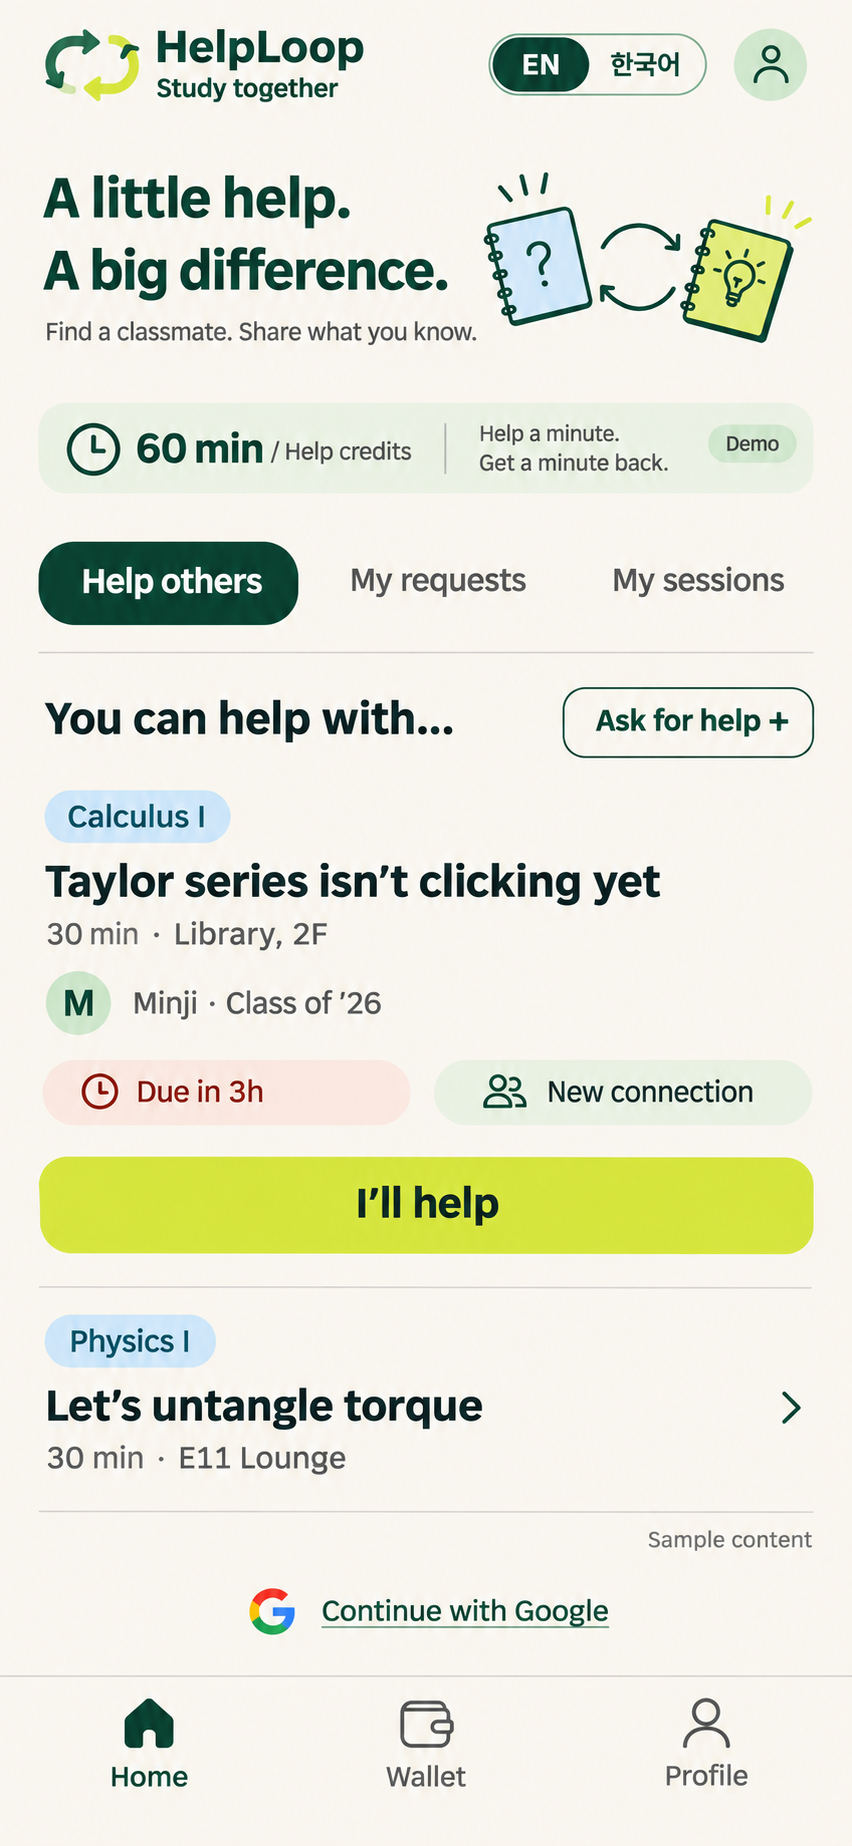 HelpLoop
Study together
EN
한국어
A little help.
A big difference.
Find a classmate. Share what you know.
?
60 min / Help credits
Help a minute.
Get a minute back.
Demo
Help others
My requests
My sessions
You can help with...
Ask for help +
Calculus I
Taylor series isn’t clicking yet
30 min · Library, 2F
M
Minji · Class of ’26
Due in 3h
New connection
I’ll help
Physics I
Let’s untangle torque
30 min · E11 Lounge
Sample content
G
Continue with Google
Home
Wallet
Profile